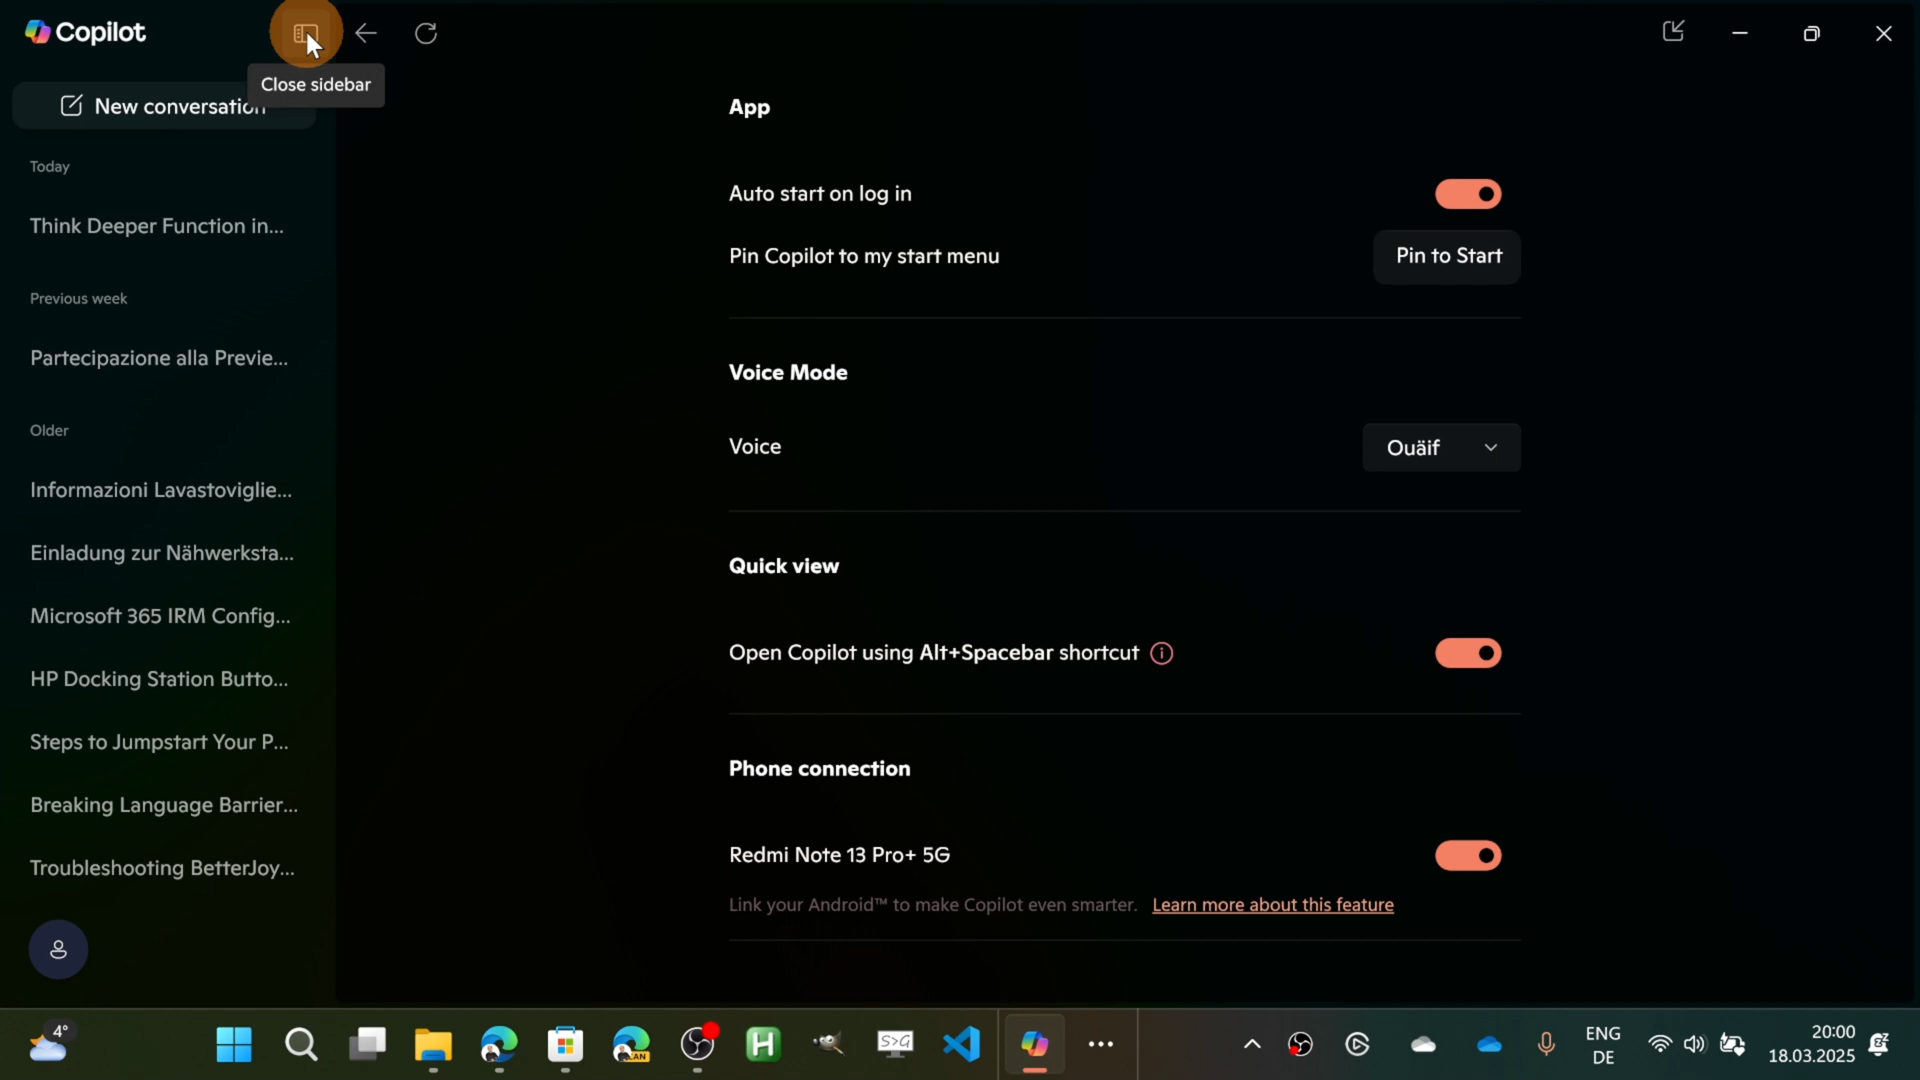 Copilot
Close sidebar
New conversation
Today
Think Deeper Function in...
Previous week
Partecipazione alla Previe...
Older
Informazioni Lavastoviglie...
Einladung zur Nähwerksta...
Microsoft 365 IRM Config...
HP Docking Station Butto...
Steps to Jumpstart Your P...
Breaking Language Barrier...
Troubleshooting BetterJoy...
App
Auto start on log in
Pin Copilot to my start menu
Pin to Start
Voice Mode
Voice
Ouäif
Quick view
Open Copilot using Alt+Spacebar shortcut
Phone connection
Redmi Note 13 Pro+ 5G
Link your Android™ to make Copilot even smarter. Learn more about this feature
4°
CAN
H
S>G
ENG
DE
20:00
18.03.2025